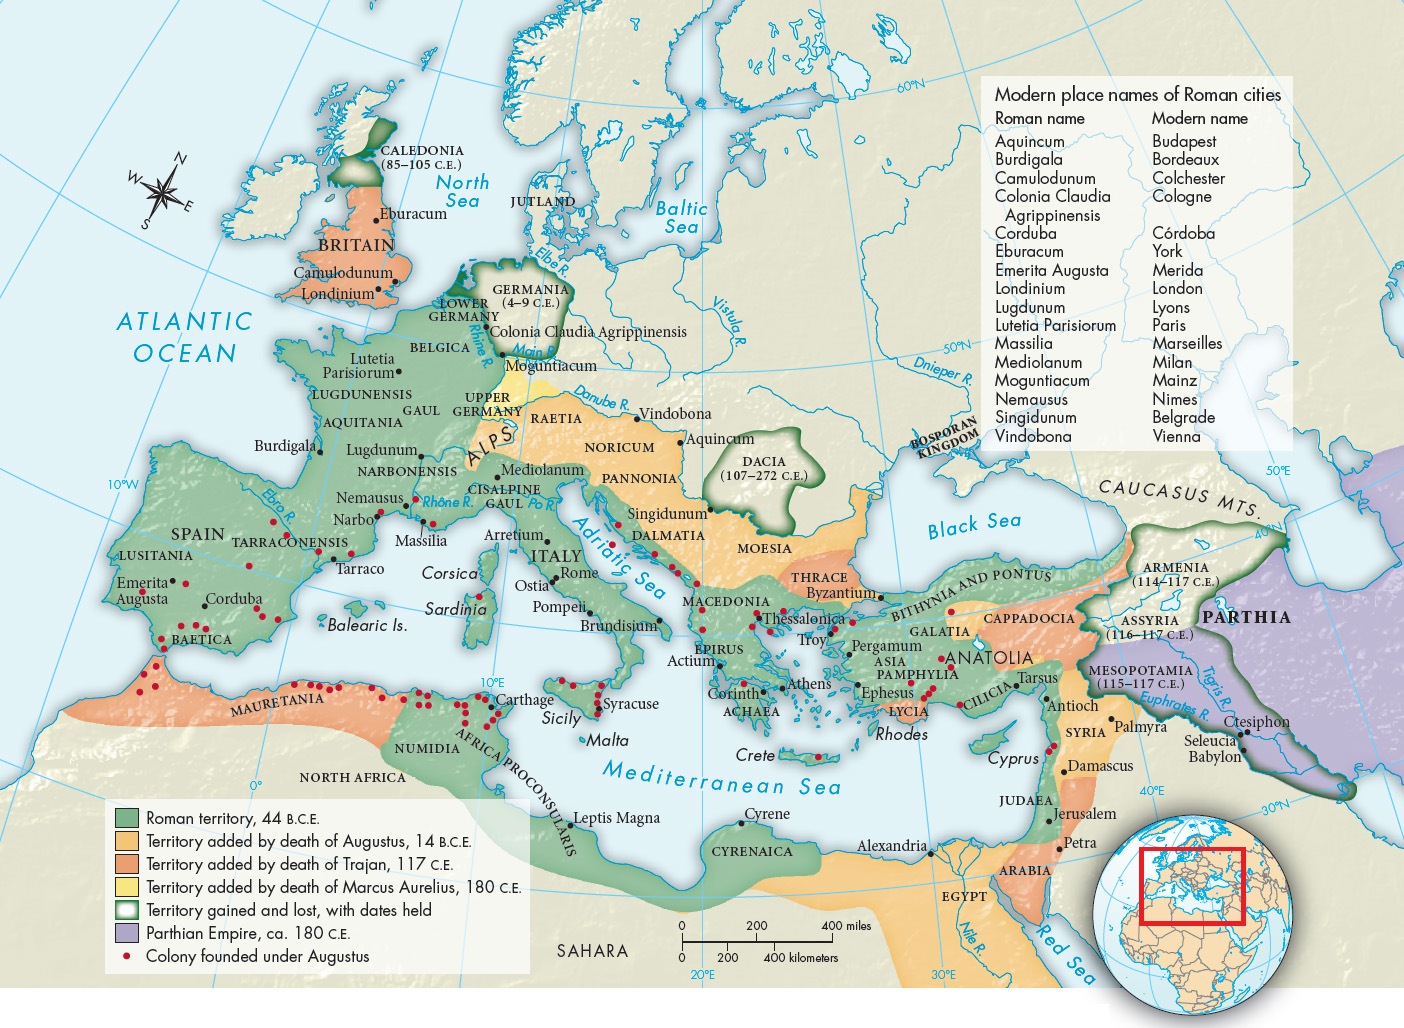 Modern place names of Roman cities
Roman name Modern name
Aquincum Budapest
Burdigala Bordeaux
Camulodunum Colchester
Colonia Claudia Cologne
Agrippinensis
Corduba Córdoba
Eburacum York
Emerita Augusta Merida
Londinium London
Lugdunum Lyons
Lutetia Parisiorum Paris
Massilia Marseilles
Mediolanum Milan
Moguntiacum Mainz
Nemausus Nimes
Singidunum Belgrade
Vindobona Vienna
60°N
50°N
50°E
40°N
N
W
E
S
CALEDONIA
(85–105 C.E.)
North
Sea
JUTLAND
Baltic
Sea
Eburacum
BRITAIN
Camulodunum
Londinium
Elbe R.
GERMANIA
(4–9 C.E.)
LOWER
GERMANY
Vistula R.
ATLANTIC
OCEAN
Colonia Claudia Agrippinensis
Rhine R.
BELGICA
Main R.
Moguntiacum
Dnieper R.
Lutetia
Parisiorum
LUGDUNENSIS
UPPER
GERMANY
GAUL
Danube R.
RAETIA
Vindobona
AQUITANIA
BOSPORAN
KINGDOM
Burdigala
Lugdunum
ALPS
NORICUM
Aquincum
NARBONENSIS
Mediolanum
DACIA
(107–272 C.E.)
10°W
CISALPINE
GAUL
PANNONIA
CAUCASUS MTS.
Ebro R.
Nemausus
Rhône R.
Po R.
Singidunum
Narbo
Black Sea
SPAIN
TARRACONENSIS
Massilia
Arretium
Adriatic Sea
DALMATIA
MOESIA
LUSITANIA
ITALY
Tarraco
Corsica
Rome
Ostia
ARMENIA
(114–117 C.E.)
THRACE
Byzantium
BITHYNIA AND PONTUS
Emerita
Augusta
Corduba
Sardinia
Pompeii
MACEDONIA
PARTHIA
Balearic Is.
Brundisium
Thessalonica
CAPPADOCIA
ASSYRIA
(116–117 C.E.)
BAETICA
Troy
GALATIA
EPIRUS
Actium
Pergamum
ASIA
ANATOLIA
PAMPHYLIA
MESOPOTAMIA
(115–117 C.E.)
Tigris R.
10°E
Carthage
Corinth
Athens
Ephesus
Tarsus
CILICIA
MAURETANIA
Syracuse
Sicily
ACHAEA
LYCIA
Rhodes
Antioch
Euphrates R.
Ctesiphon
NUMIDIA
AFRICA PROCONSULARIS
Malta
Crete
Cyprus
SYRIA
Palmyra
Seleucia
Babylon
Mediterranean Sea
Damascus
NORTH AFRICA
0°
40°E
30°N
JUDAEA
Leptis Magna
Cyrene
Jerusalem
CYRENAICA
Alexandria
Petra
ARABIA
EGYPT
Nile R.
Red Sea
SAHARA
20°E
30°E
0 200 400 miles
0 200 400 kilometers
Roman territory, 44 B.C.E.
Territory added by death of Augustus, 14 B.C.E.
Territory added by death of Trajan, 117 C.E.
Territory added by death of Marcus Aurelius, 180 C.E.
Territory gained and lost, with dates held
Parthian Empire, ca. 180 C.E.
Colony founded under Augustus